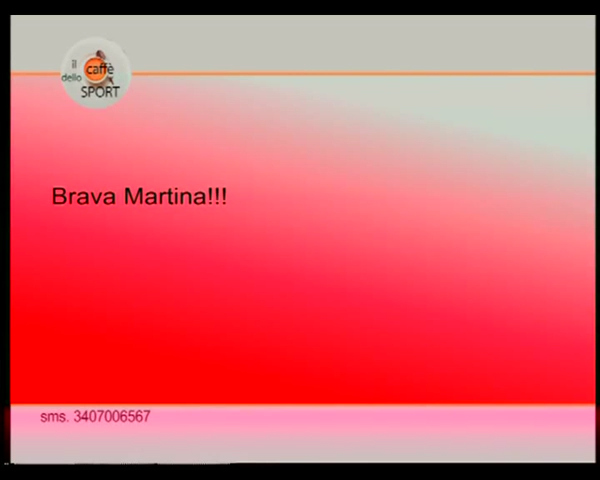 il caffè
dello
SPORT
Brava Martina!!!
sms. 3407006567